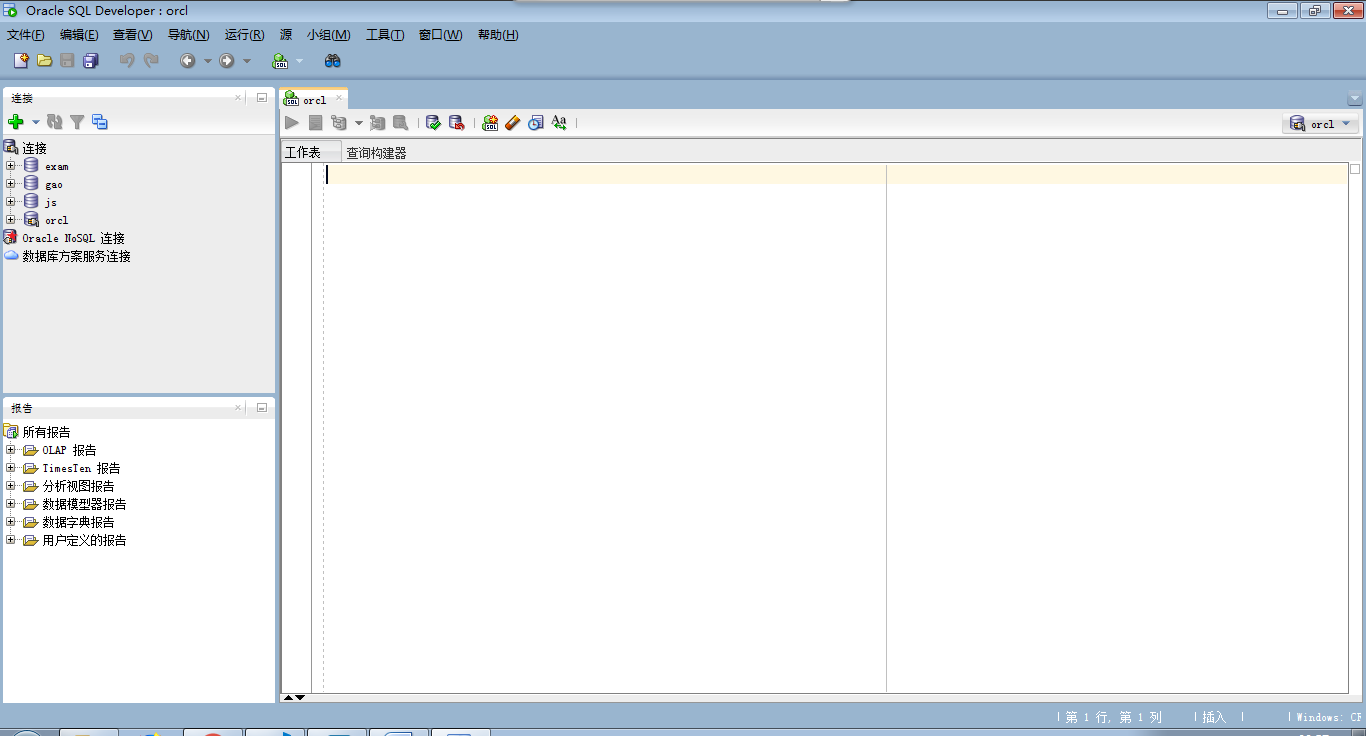 Oracle SQL Developer : orcl
文件(F) 编辑(E) 查看(V) 导航(N) 运行(R) 源 小组(M) 工具(T) 窗口(W) 帮助(H)
SQL
连接
SQL orcl
SQL Aa orcl
工作表 查询构建器
连接
exam
gao
js
orcl
Oracle NoSQL 连接
数据库方案服务连接
报告
所有报告
OLAP 报告
TimesTen 报告
分析视图报告
数据模型器报告
数据字典报告
用户定义的报告
第 1 行, 第 1 列 插入 Windows: CR